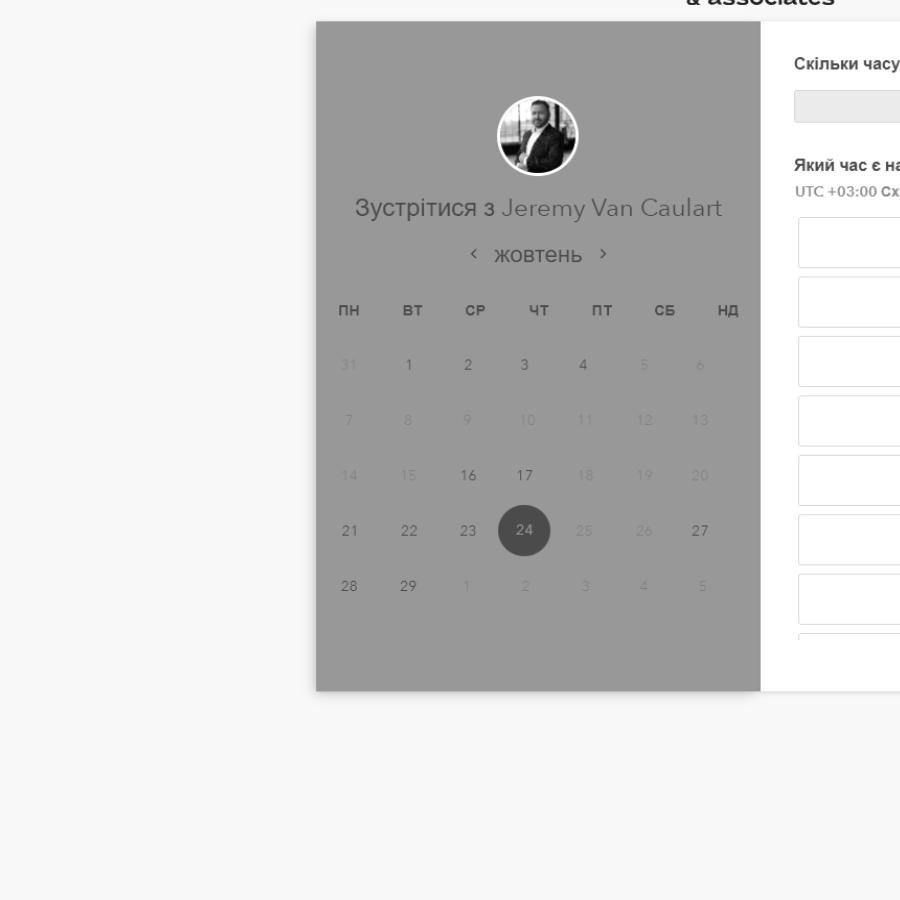 & associates
Зустрітися з Jeremy Van Caulart
жовтень
ПН ВТ СР ЧТ ПТ СБ НД
31 1 2 3 4 5 6
7 8 9 10 11 12 13
14 15 16 17 18 19 20
21 22 23 24 25 26 27
28 29 1 2 3 4 5
Скільки часу
Який час є на
UTC +03:00 Сх